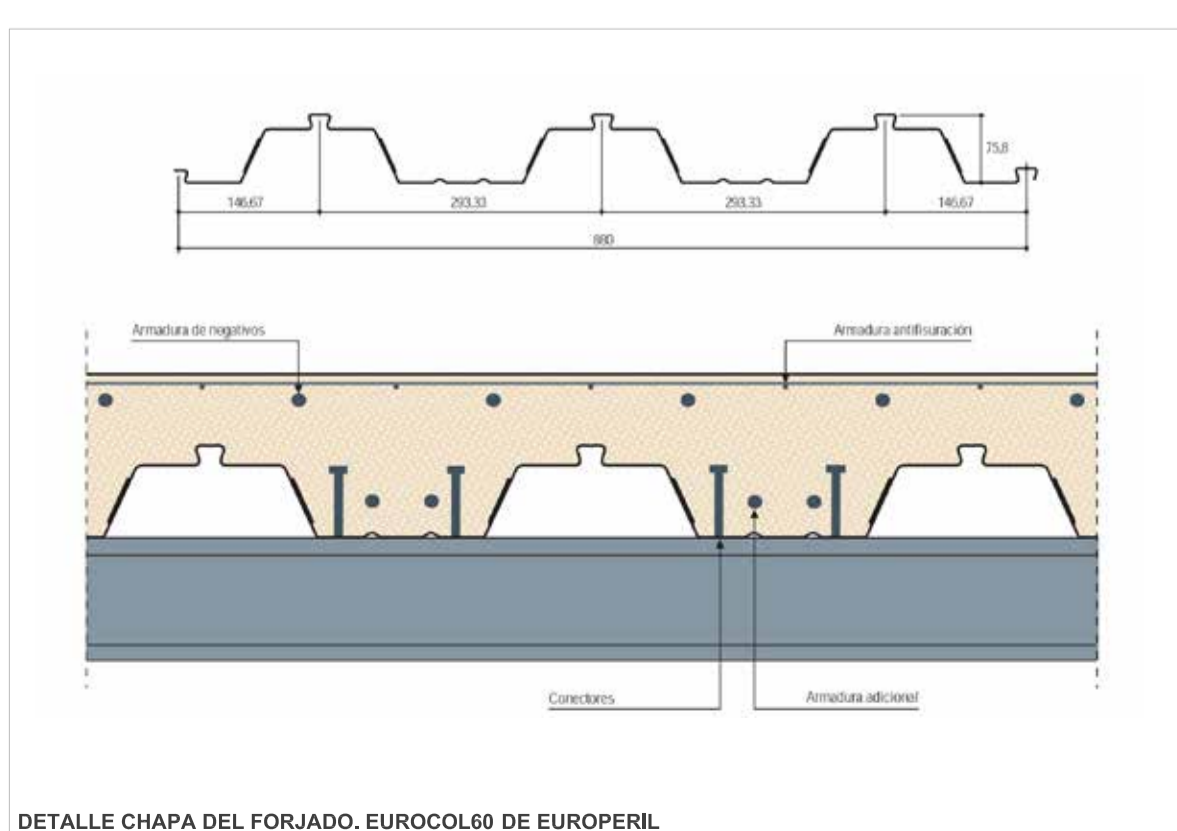 75,8
146,67
293,33
293,33
146,67
880
Armadura de negativos
Armadura antifisuración
Conectores
Armadura adicional
DETALLE CHAPA DEL FORJADO. EUROCOL60 DE EUROPERIL